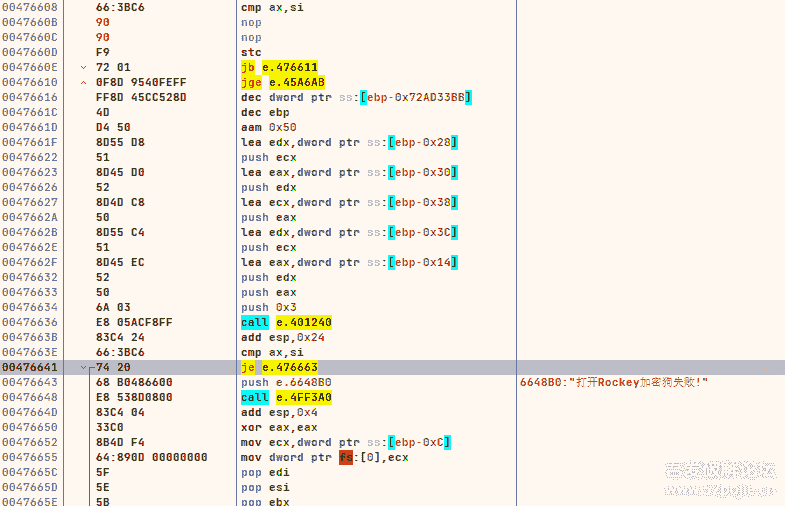 00476608 66:3BC6 cmp ax,si
0047660B 90 nop
0047660C 90 nop
0047660D F9 stc
0047660E 72 01 jb e.476611
00476610 0F8D 9540FEFF jge e.45A6AB
00476616 FF8D 45CC528D dec dword ptr ss:[ebp-0x72AD33BB]
0047661C 4D dec ebp
0047661D D4 50 aam 0x50
0047661F 8D55 D8 lea edx,dword ptr ss:[ebp-0x28]
00476622 51 push ecx
00476623 8D45 D0 lea eax,dword ptr ss:[ebp-0x30]
00476626 52 push edx
00476627 8D4D C8 lea ecx,dword ptr ss:[ebp-0x38]
0047662A 50 push eax
0047662B 8D55 C4 lea edx,dword ptr ss:[ebp-0x3C]
0047662E 51 push ecx
0047662F 8D45 EC lea eax,dword ptr ss:[ebp-0x14]
00476632 52 push edx
00476633 50 push eax
00476634 6A 03 push 0x3
00476636 E8 05ACF8FF call e.401240
0047663B 83C4 24 add esp,0x24
0047663E 66:3BC6 cmp ax,si
00476641 74 20 je e.476663
00476643 68 B0486600 push e.6648B0 6648B0:"打开Rockey加密狗失败!"
00476648 E8 538D0800 call e.4FF3A0
0047664D 83C4 04 add esp,0x4
00476650 33C0 xor eax,eax
00476652 8B4D F4 mov ecx,dword ptr ss:[ebp-0xC]
00476655 64:890D 00000000 mov dword ptr fs:[0],ecx
0047665C 5F pop edi
0047665D 5E pop esi
0047665E 5B pop ebx